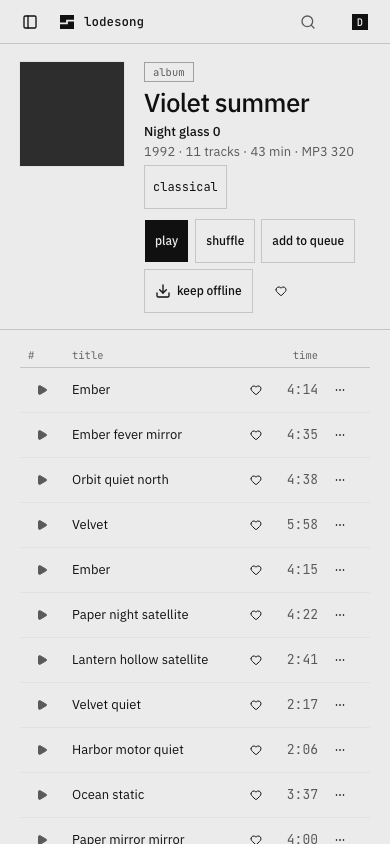 lodesong
D
album
Violet summer
Night glass 0
1992 · 11 tracks · 43 min · MP3 320
classical
play shuffle add to queue
keep offline
# title time
Ember 4:14 ···
Ember fever mirror 4:35 ···
Orbit quiet north 4:38 ···
Velvet 5:58 ···
Ember 4:15 ···
Paper night satellite 4:22 ···
Lantern hollow satellite 2:41 ···
Velvet quiet 2:17 ···
Harbor motor quiet 2:06 ···
Ocean static 3:37 ···
Paper mirror mirror 4:00 ···